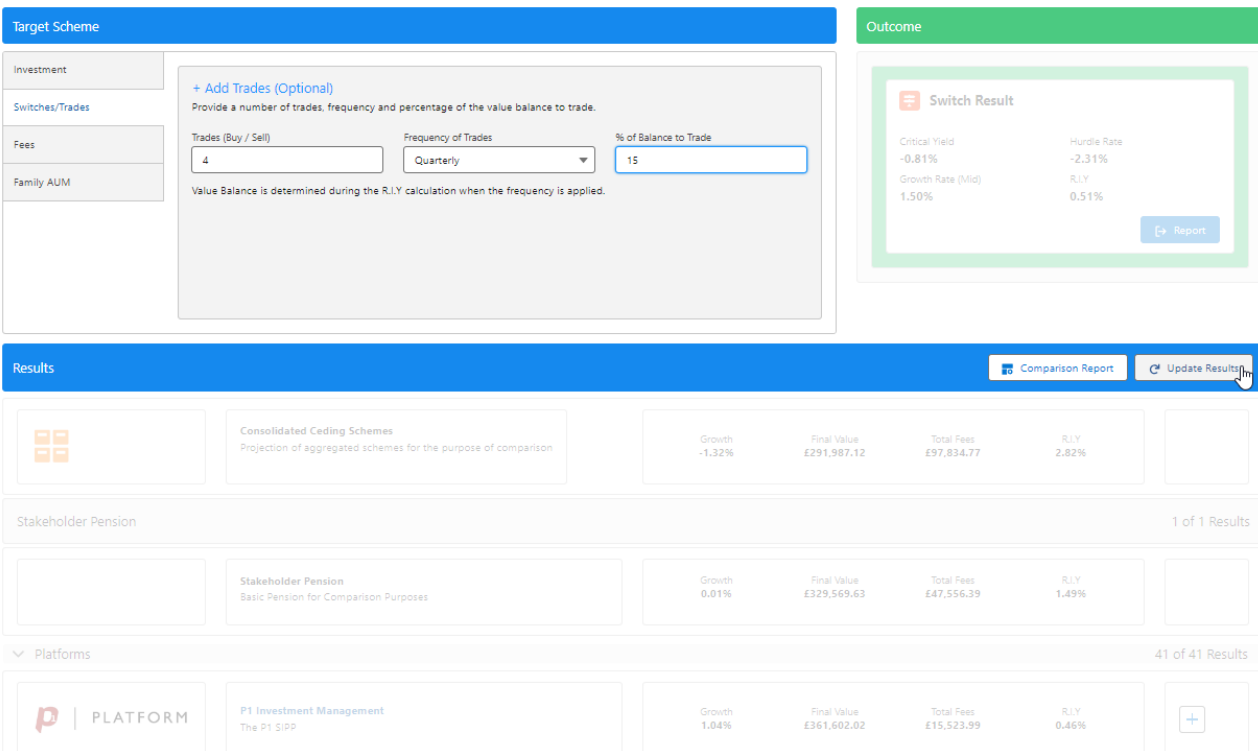 Target Scheme
Outcome
Investment
Switches/Trades
Fees
Family AUM
+ Add Trades (Optional)
Provide a number of trades, frequency and percentage of the value balance to trade.
Trades (Buy / Sell) Frequency of Trades % of Balance to Trade
4 Quarterly 15
Value Balance is determined during the R.I.Y calculation when the frequency is applied.
Switch Result
Critical Yield Hurdle Rate
-0.81% -2.31%
Growth Rate (Mid) R.I.Y
1.50% 0.51%
Report
Results Comparison Report Update Results
Consolidated Ceding Schemes
Projection of aggregated schemes for the purpose of comparison
Growth Final Value Total Fees R.I.Y
-1.32% £291,987.12 £97,834.77 2.82%
Stakeholder Pension 1 of 1 Results
Stakeholder Pension
Basic Pension for Comparison Purposes
Growth Final Value Total Fees R.I.Y
0.01% £329,569.63 £47,556.39 1.49%
Platforms 41 of 41 Results
PLATFORM
P1 Investment Management
The P1 SIPP
Growth Final Value Total Fees R.I.Y
1.04% £361,602.02 £15,523.99 0.46%